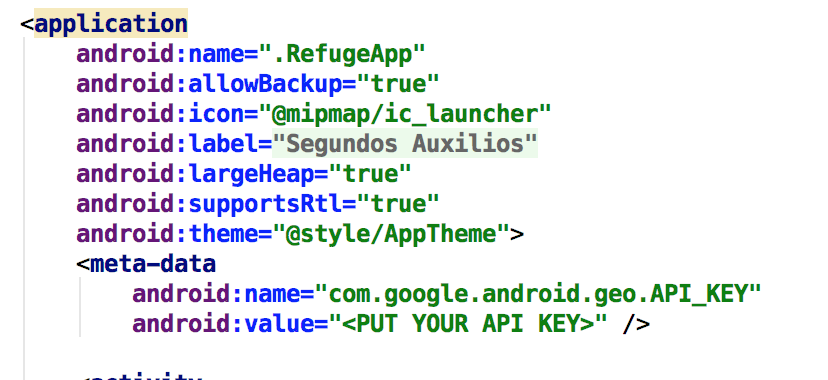 <application
android:name=".RefugeApp"
android:allowBackup="true"
android:icon="@mipmap/ic_launcher"
android:label="Segundos Auxilios"
android:largeHeap="true"
android:supportsRtl="true"
android:theme="@style/AppTheme">
<meta-data
android:name="com.google.android.geo.API_KEY"
android:value="<PUT YOUR API KEY>" />
<activity